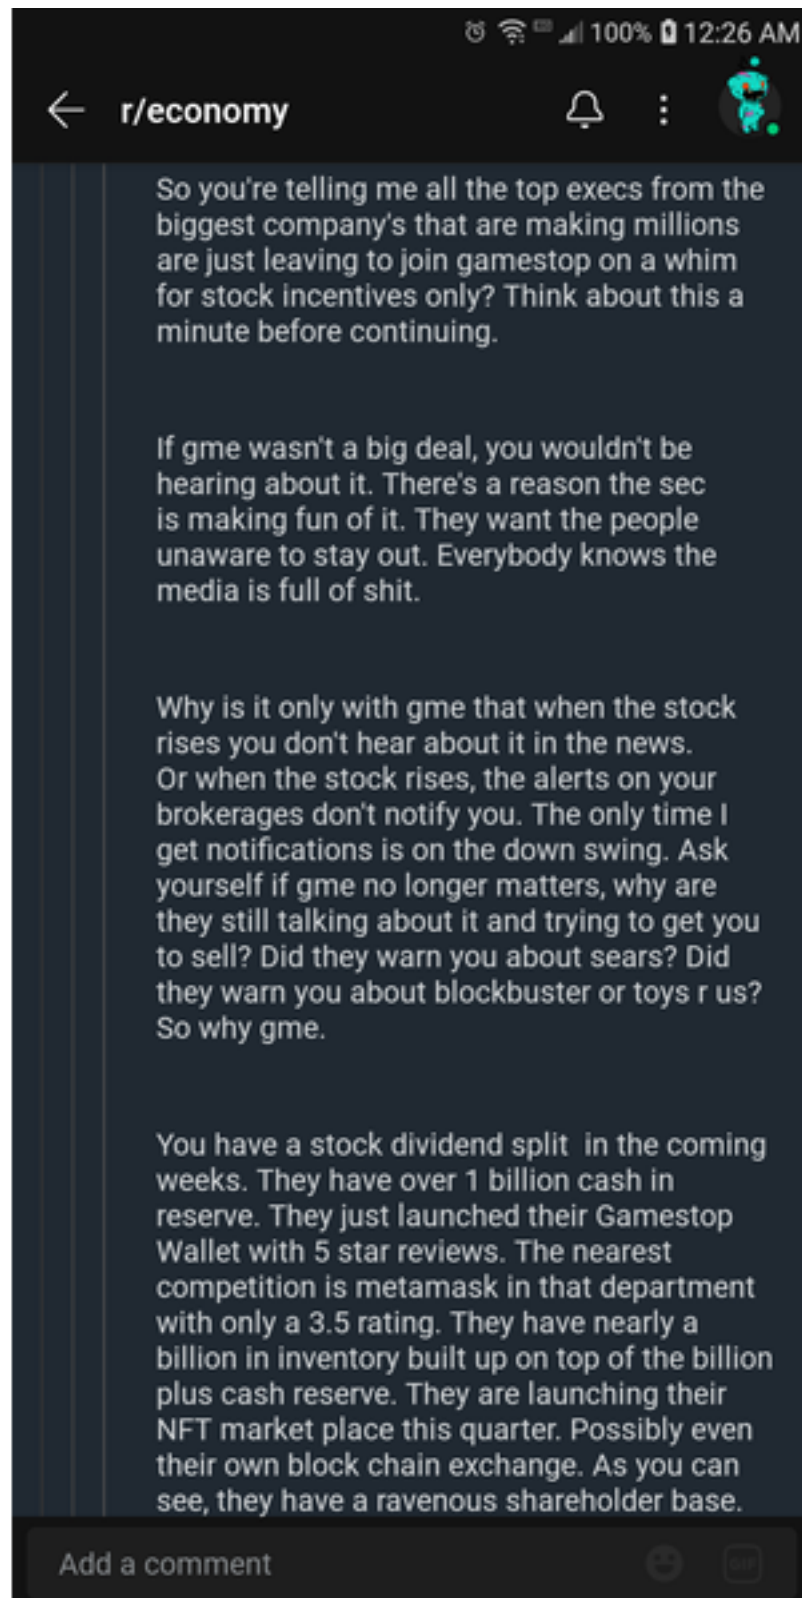 100% 12:26 AM
r/economy
So you're telling me all the top execs from the
biggest company's that are making millions
are just leaving to join gamestop on a whim
for stock incentives only? Think about this a
minute before continuing.
If gme wasn't a big deal, you wouldn't be
hearing about it. There's a reason the sec
is making fun of it. They want the people
unaware to stay out. Everybody knows the
media is full of shit.
Why is it only with gme that when the stock
rises you don't hear about it in the news.
Or when the stock rises, the alerts on your
brokerages don't notify you. The only time I
get notifications is on the down swing. Ask
yourself if gme no longer matters, why are
they still talking about it and trying to get you
to sell? Did they warn you about sears? Did
they warn you about blockbuster or toys r us?
So why gme.
You have a stock dividend split  in the coming
weeks. They have over 1 billion cash in
reserve. They just launched their Gamestop
Wallet with 5 star reviews. The nearest
competition is metamask in that department
with only a 3.5 rating. They have nearly a
billion in inventory built up on top of the billion
plus cash reserve. They are launching their
NFT market place this quarter. Possibly even
their own block chain exchange. As you can
see, they have a ravenous shareholder base.
Add a comment
GIF